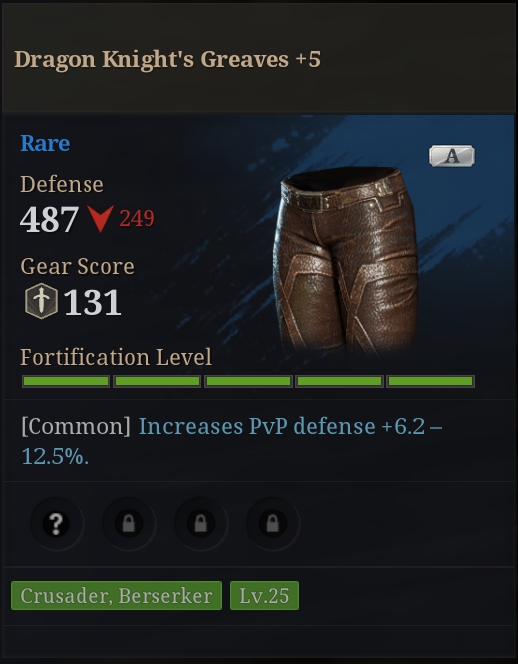 Dragon Knight's Greaves +5
Rare
A
Defense
487 249
Gear Score
131
Fortification Level
[Common] Increases PvP defense +6.2 –
12.5%.
?
Crusader, Berserker Lv.25